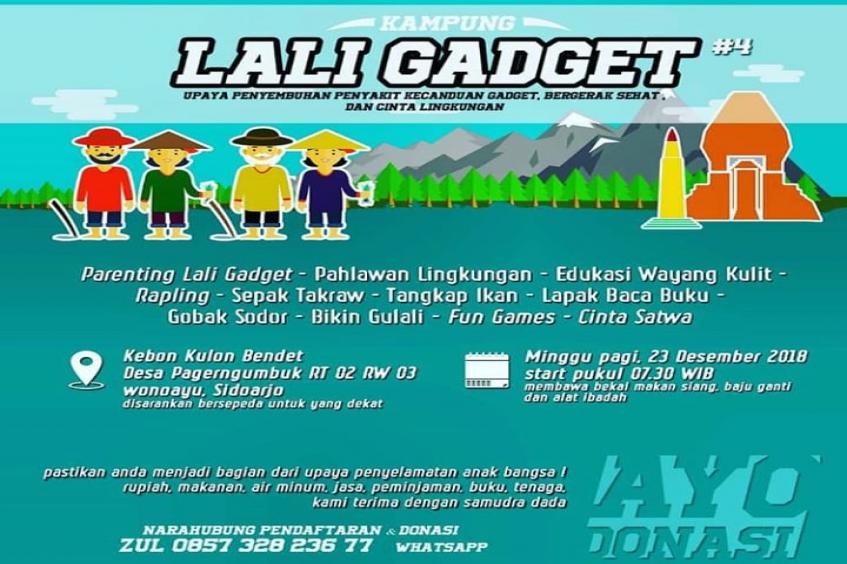 KAMPUNG
LALI GADGET #4
UPAYA PENYEMBUHAN PENYAKIT KECANDUAN GADGET, BERGERAK SEHAT,
DAN CINTA LINGKUNGAN
Parenting Lali Gadget - Pahlawan Lingkungan - Edukasi Wayang Kulit -
Rapling - Sepak Takraw - Tangkap Ikan - Lapak Baca Buku -
Gobak Sodor - Bikin Gulali - Fun Games - Cinta Satwa
Kebon Kulon Bendet
Desa Pagerngumbuk RT 02 RW 03
wonoayu, Sidoarjo
disarankan bersepeda untuk yang dekat
Minggu pagi, 23 Desember 2018
start pukul 07.30 WIB
membawa bekal makan siang, baju ganti
dan alat ibadah
pastikan anda menjadi bagian dari upaya penyelamatan anak bangsa !
rupiah, makanan, air minum, jasa, peminjaman, buku, tenaga,
kami terima dengan samudra dada
AYO
DONASI
NARAHUBUNG PENDAFTARAN & DONASI
ZUL 0857 328 236 77 WHATSAPP